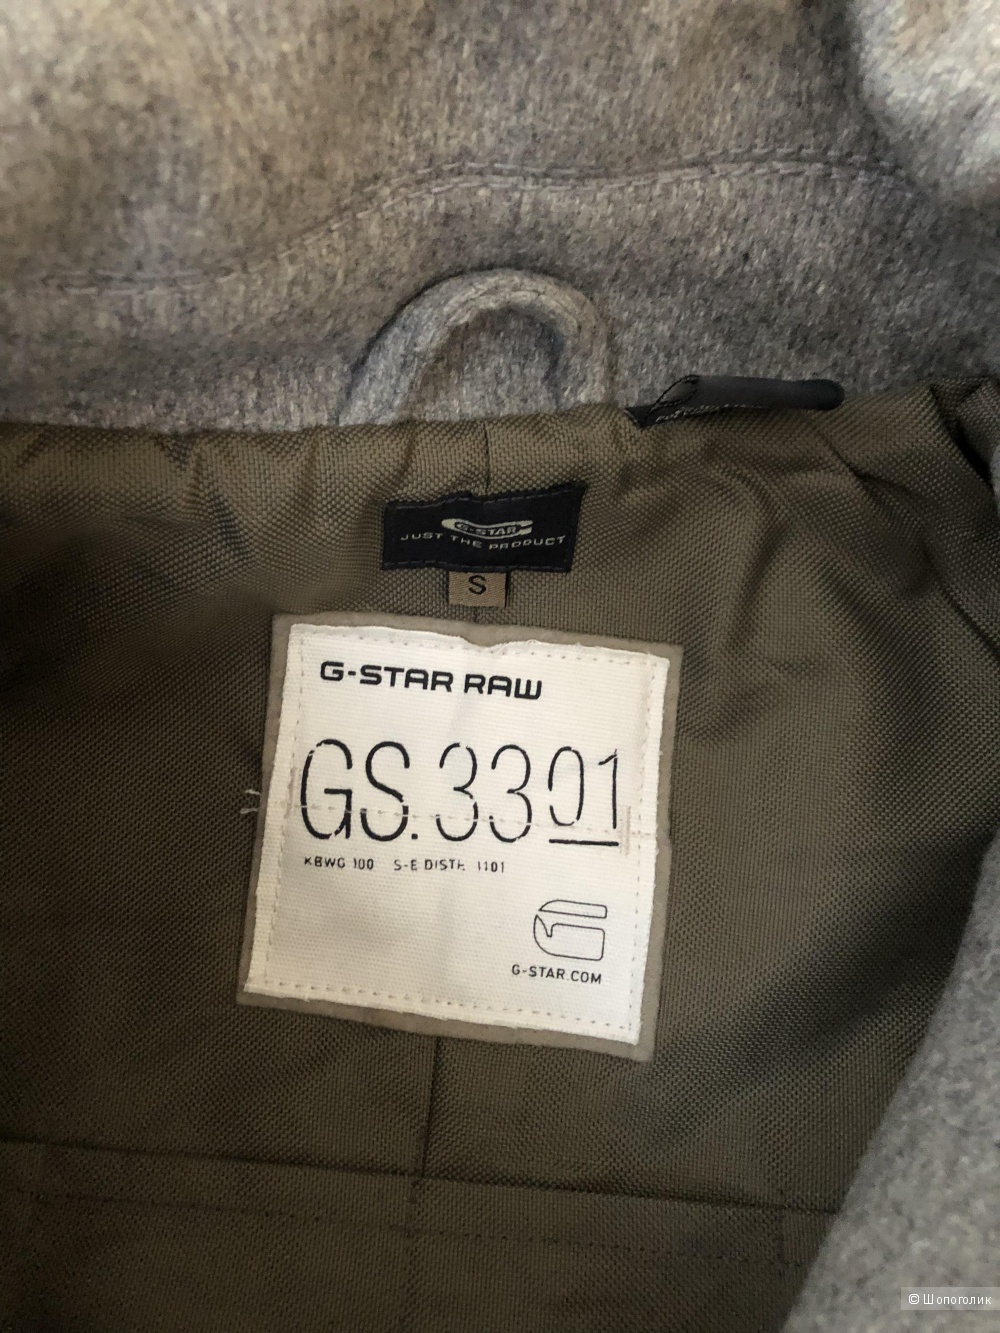 G-STAR
JUST THE PRODUCT
S
G-STAR RAW
GS.3301
KBWG 100 S-E DISTR. 1101
G-STAR.COM
© Шопоголик